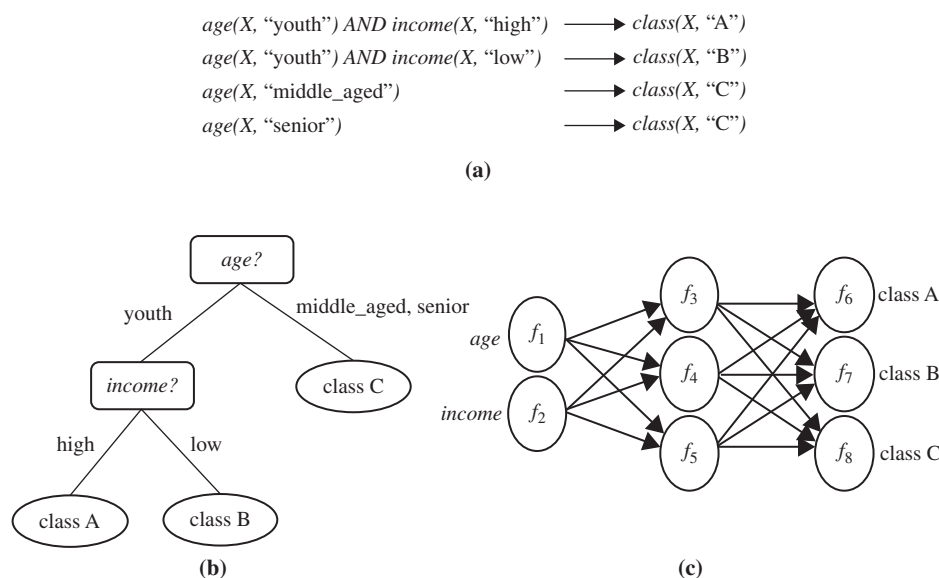 age(X, “youth”) AND income(X, “high”) class(X, “A”)
age(X, “youth”) AND income(X, “low”) class(X, “B”)
age(X, “middle_aged”) class(X, “C”)
age(X, “senior”) class(X, “C”)
(a)
age?
youth
middle_aged, senior
income?
class C
high
low
class A
class B
(b)
age
income
f1
f2
f3
f4
f5
f6
class A
f7
class B
f8
class C
(c)